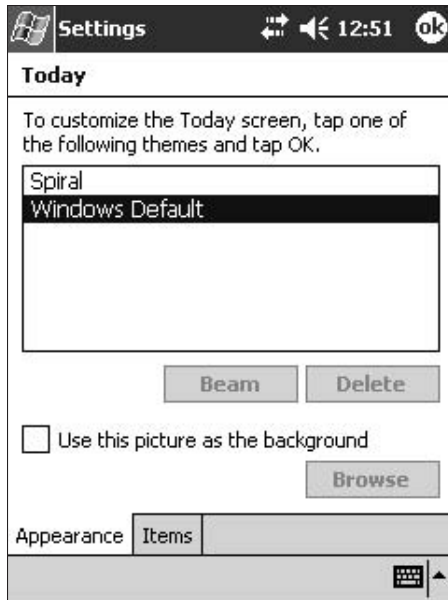 Settings 12:51 ok
Today
To customize the Today screen, tap one of
the following themes and tap OK.
Spiral
Windows Default
Beam Delete
Use this picture as the background
Browse
Appearance Items